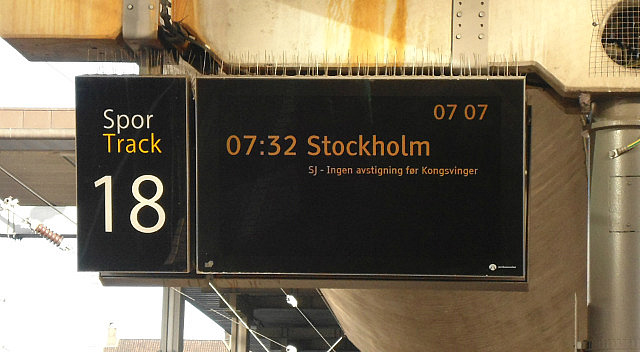 Spor
Track
18
07 07
07:32 Stockholm
SJ - Ingen avstigning før Kongsvinger